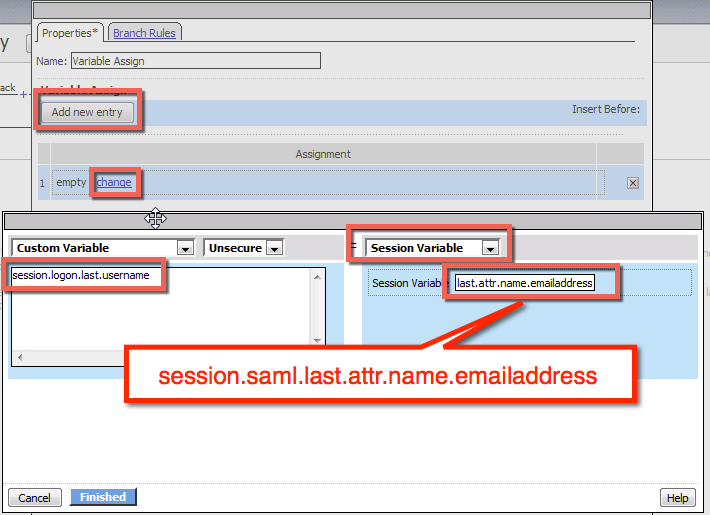 Properties*
Branch Rules
y
Name: Variable Assign
ack
+
Add new entry
Insert Before:
Assignment
1 empty change
Custom Variable Unsecure = Session Variable
session.logon.last.username
Session Variable last.attr.name.emailaddress
session.saml.last.attr.name.emailaddress
Cancel Finished Help